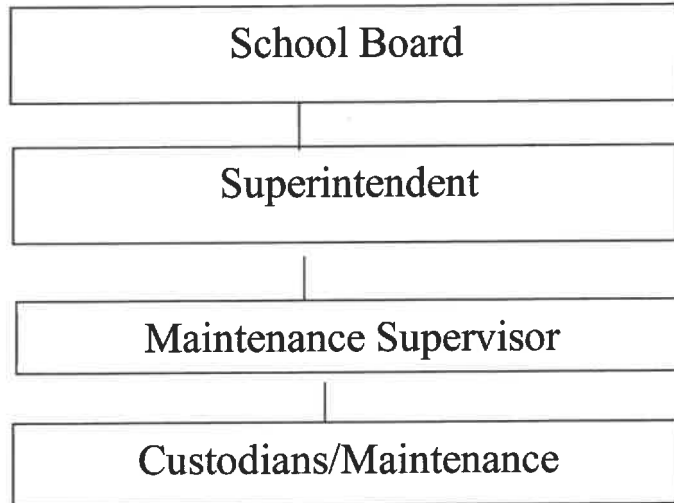 School Board
Superintendent
Maintenance Supervisor
Custodians/Maintenance